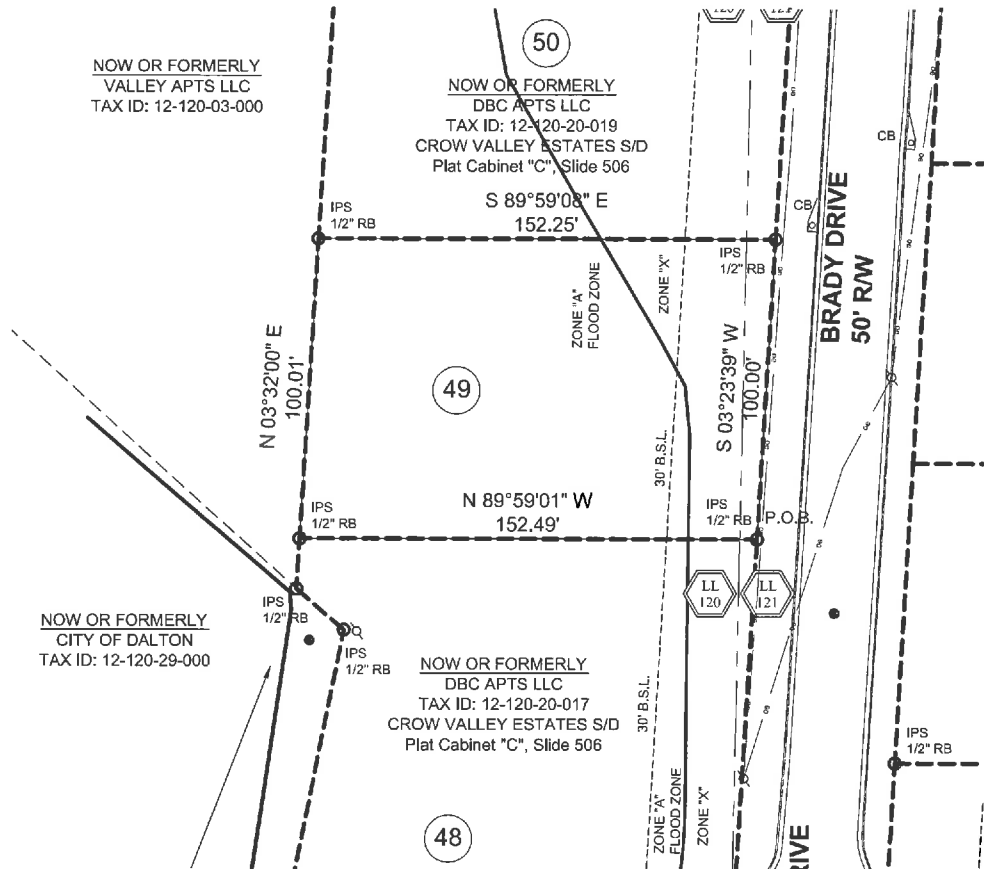 120
121
50
NOW OR FORMERLY
VALLEY APTS LLC
TAX ID: 12-120-03-000
NOW OR FORMERLY
DBC APTS LLC
TAX ID: 12-120-20-019
CROW VALLEY ESTATES S/D
Plat Cabinet "C", Slide 506
CB
CB
S 89°59'08" E
152.25'
IPS
1/2" RB
IPS
1/2" RB
BRADY DRIVE
50' R/W
ZONE "A"
FLOOD ZONE
ZONE "X"
N 03°32'00" E
100.01'
49
S 03°23'39" W
100.00'
30' B.S.L.
N 89°59'01" W
152.49'
IPS
1/2" RB
IPS
1/2" RB
P.O.B.
LL
120
LL
121
IPS
1/2" RB
NOW OR FORMERLY
CITY OF DALTON
TAX ID: 12-120-29-000
IPS
1/2" RB
NOW OR FORMERLY
DBC APTS LLC
TAX ID: 12-120-20-017
CROW VALLEY ESTATES S/D
Plat Cabinet "C", Slide 506
30' B.S.L.
IPS
1/2" RB
ZONE "A"
FLOOD ZONE
ZONE "X"
48
RIVE